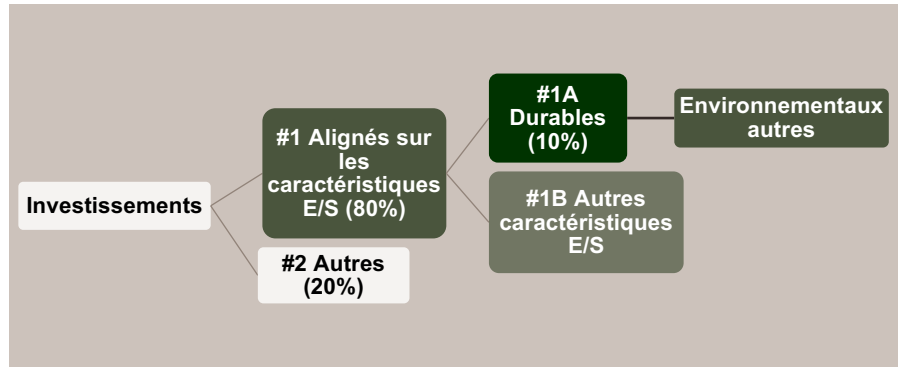 Investissements
#1 Alignés sur
les
caractéristiques
E/S (80%)
#2 Autres
(20%)
#1A
Durables
(10%)
#1B Autres
caractéristiques
E/S
Environnementaux
autres